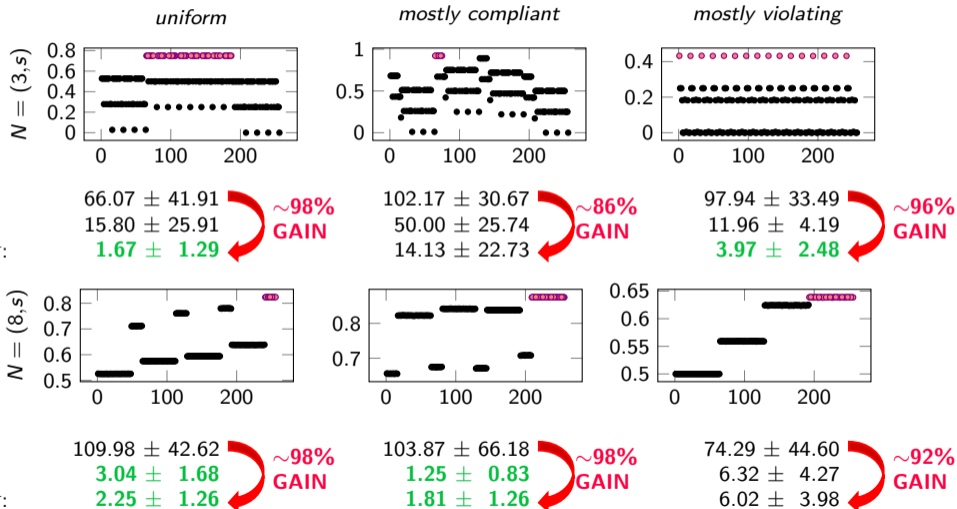 uniform mostly compliant mostly violating
N = (3,s)
0.8 0.6 0.4 0.2 0
0 100 200
1 0.5 0
0 100 200
0.4 0.2 0
0 100 200
66.07 ± 41.91
15.80 ± 25.91
1.67 ± 1.29
~98%
GAIN
102.17 ± 30.67
50.00 ± 25.74
14.13 ± 22.73
~86%
GAIN
97.94 ± 33.49
11.96 ± 4.19
3.97 ± 2.48
~96%
GAIN
:
N = (8,s)
0.8 0.7 0.6 0.5
0 100 200
0.8 0.7
0 100 200
0.65 0.6 0.55 0.5
0 100 200
109.98 ± 42.62
3.04 ± 1.68
2.25 ± 1.26
~98%
GAIN
103.87 ± 66.18
1.25 ± 0.83
1.81 ± 1.26
~98%
GAIN
74.29 ± 44.60
6.32 ± 4.27
6.02 ± 3.98
~92%
GAIN
: